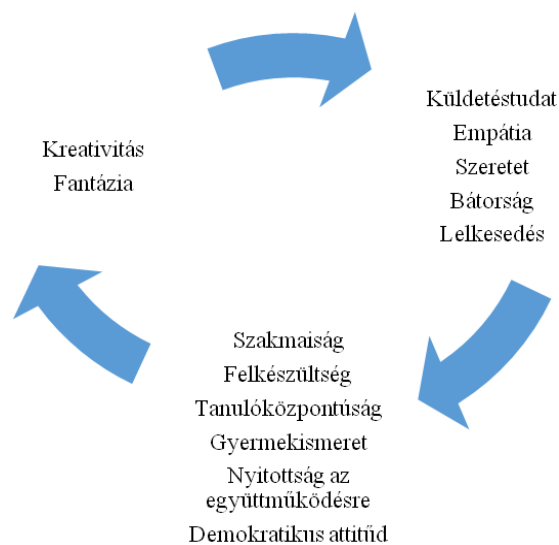 Kreativitás
Fantázia
Küldetéstudat
Empátia
Szeretet
Bátorság
Lelkesedés
Szakmaiság
Felkészültség
Tanulóközpontúság
Gyermekismeret
Nyitottság az
együttműködésre
Demokratikus attitűd